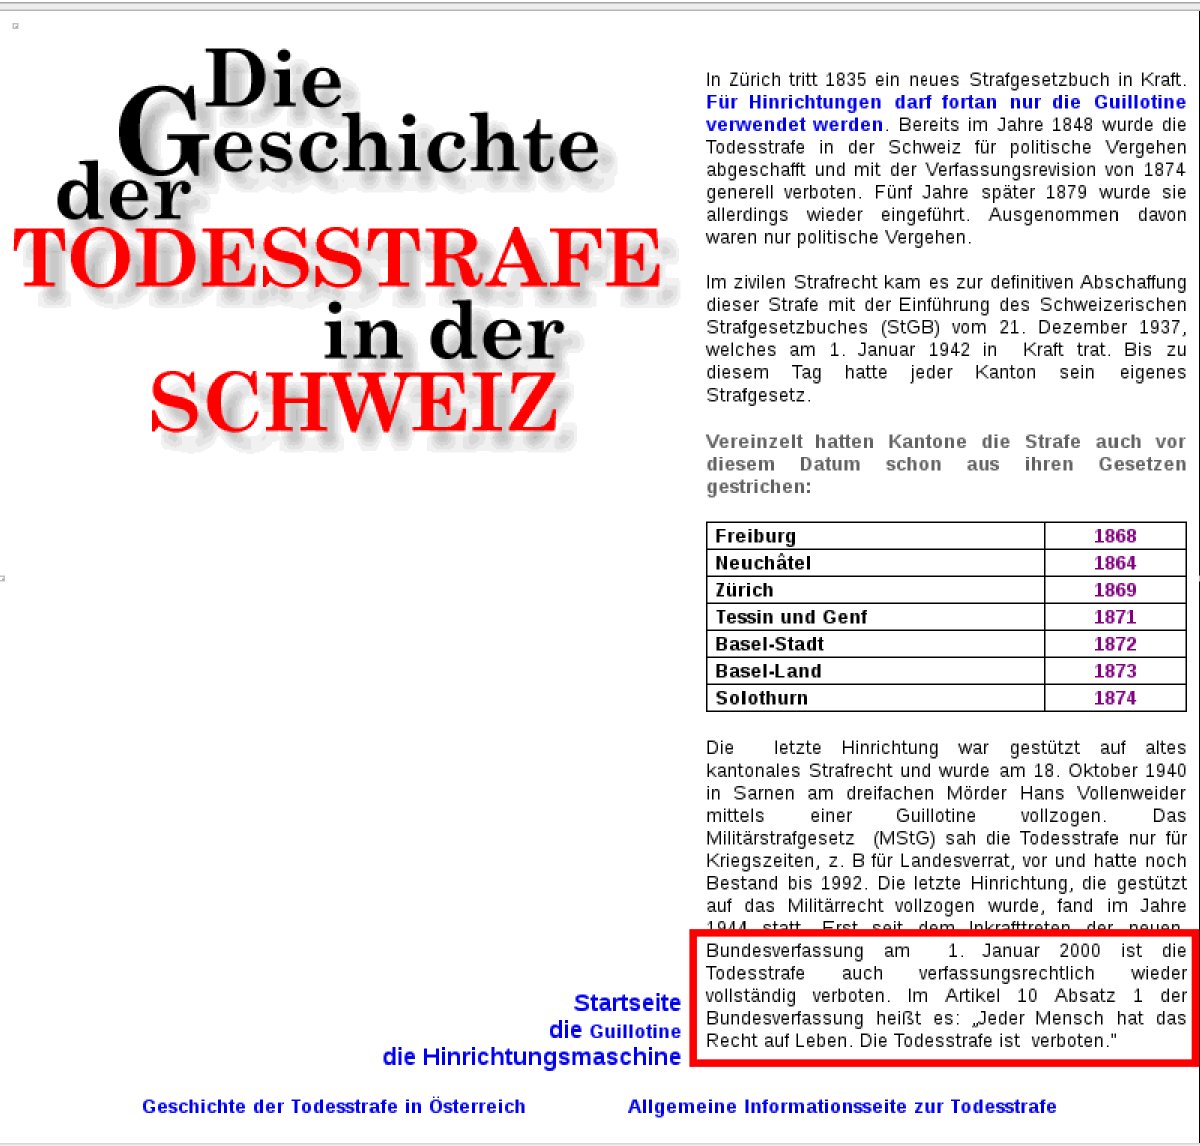 Die
Geschichte
der
TODESSTRAFE
in der
SCHWEIZ
In Zürich tritt 1835 ein neues Strafgesetzbuch in Kraft.
Für Hinrichtungen darf fortan nur die Guillotine
verwendet werden. Bereits im Jahre 1848 wurde die
Todesstrafe in der Schweiz für politische Vergehen
abgeschafft und mit der Verfassungsrevision von 1874
generell verboten. Fünf Jahre später 1879 wurde sie
allerdings wieder eingeführt. Ausgenommen davon
waren nur politische Vergehen.
Im zivilen Strafrecht kam es zur definitiven Abschaffung
dieser Strafe mit der Einführung des Schweizerischen
Strafgesetzbuches (StGB) vom 21. Dezember 1937,
welches am 1. Januar 1942 in Kraft trat. Bis zu
diesem Tag hatte jeder Kanton sein eigenes
Strafgesetz.
Vereinzelt hatten Kantone die Strafe auch vor
diesem Datum schon aus ihren Gesetzen
gestrichen:
Freiburg 1868
Neuchâtel 1864
Zürich 1869
Tessin und Genf 1871
Basel-Stadt 1872
Basel-Land 1873
Solothurn 1874
Die letzte Hinrichtung war gestützt auf altes
kantonales Strafrecht und wurde am 18. Oktober 1940
in Sarnen am dreifachen Mörder Hans Vollenweider
mittels einer Guillotine vollzogen. Das
Militärstrafgesetz (MStG) sah die Todesstrafe nur für
Kriegszeiten, z. B für Landesverrat, vor und hatte noch
Bestand bis 1992. Die letzte Hinrichtung, die gestützt
auf das Militärrecht vollzogen wurde, fand im Jahre
1944 statt. Erst seit dem Inkrafttreten der neuen
Bundesverfassung am 1. Januar 2000 ist die
Todesstrafe auch verfassungsrechtlich wieder
vollständig verboten. Im Artikel 10 Absatz 1 der
Bundesverfassung heißt es: „Jeder Mensch hat das
Recht auf Leben. Die Todesstrafe ist verboten."
Startseite
die Guillotine
die Hinrichtungsmaschine
Geschichte der Todesstrafe in Österreich
Allgemeine Informationsseite zur Todesstrafe